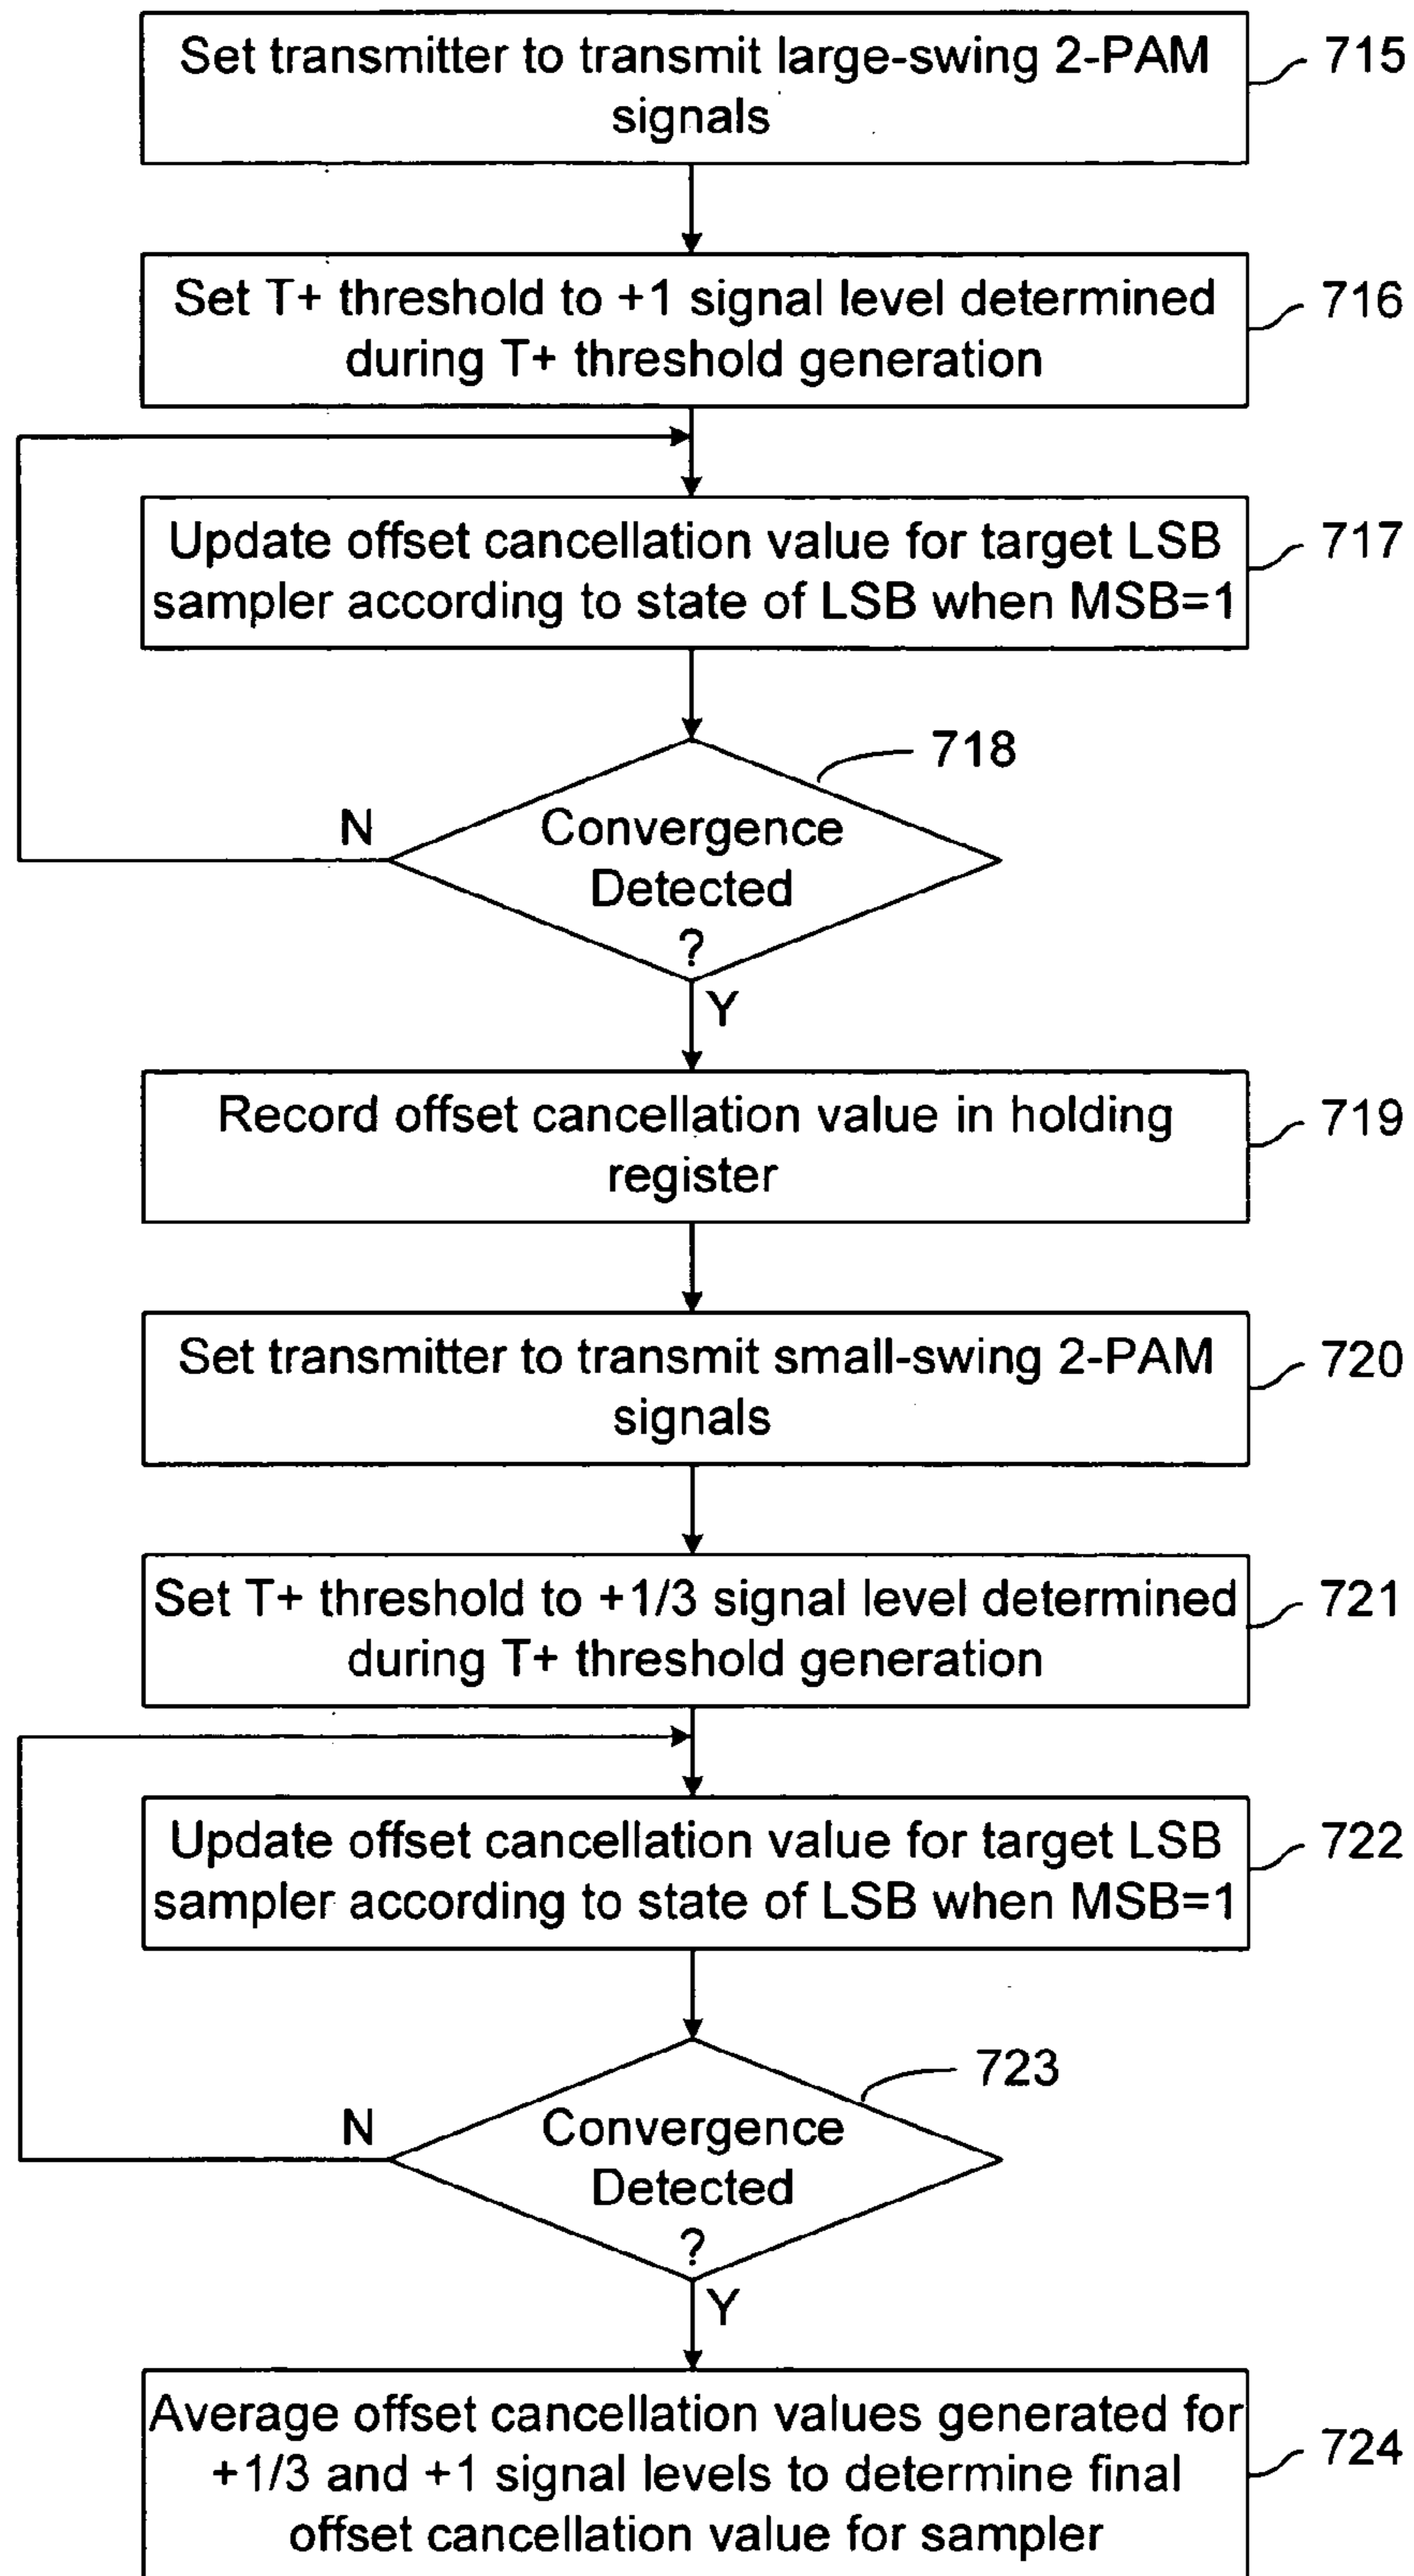 Set transmitter to transmit large-swing 2-PAM
signals
715
Set T+ threshold to +1 signal level determined
during T+ threshold generation
716
Update offset cancellation value for target LSB
sampler according to state of LSB when MSB=1
717
718
Convergence
Detected
?
N
Y
Record offset cancellation value in holding
register
719
Set transmitter to transmit small-swing 2-PAM
signals
720
Set T+ threshold to +1/3 signal level determined
during T+ threshold generation
721
Update offset cancellation value for target LSB
sampler according to state of LSB when MSB=1
722
723
Convergence
Detected
?
N
Y
Average offset cancellation values generated for
+1/3 and +1 signal levels to determine final
offset cancellation value for sampler
724